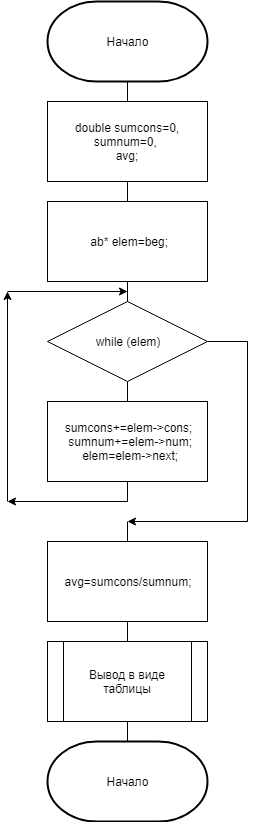 Начало
double sumcons=0,
sumnum=0,
avg;
ab* elem=beg;
while (elem)
sumcons+=elem->cons;
sumnum+=elem->num;
elem=elem->next;
avg=sumcons/sumnum;
Вывод в виде
таблицы
Начало